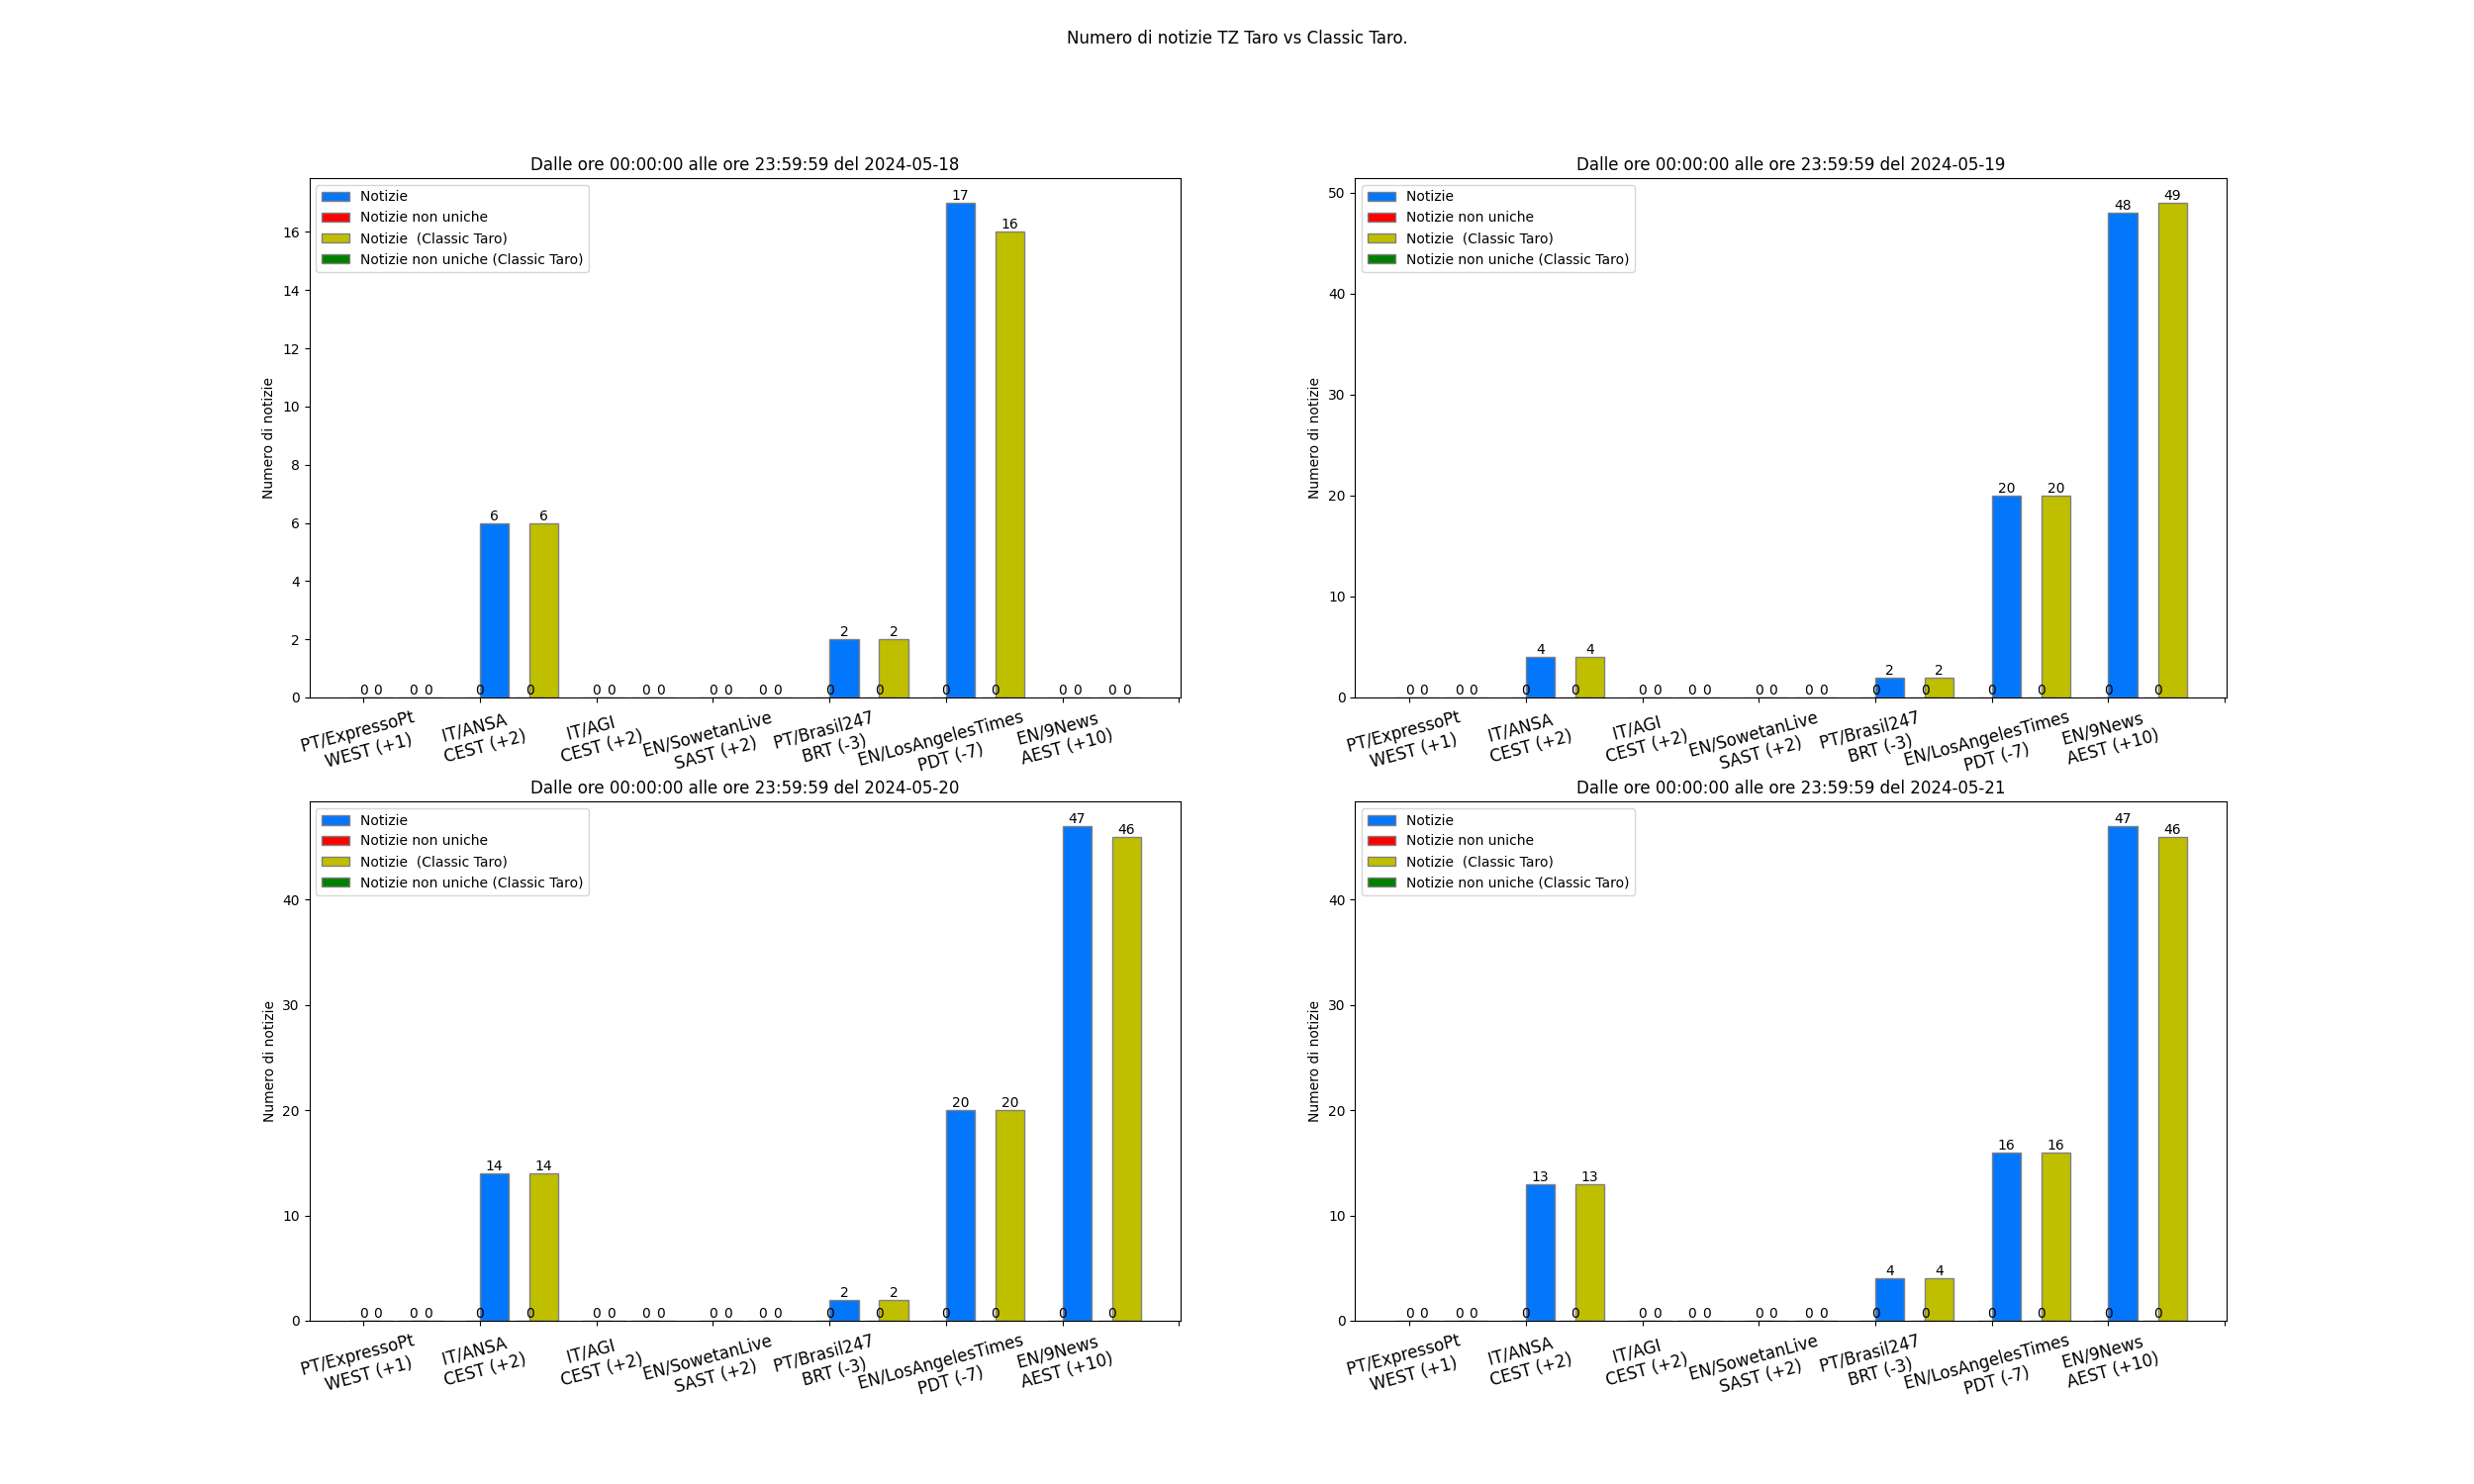 Numero di notizie TZ Taro vs Classic Taro.
Dalle ore 00:00:00 alle ore 23:59:59 del 2024-05-18
Notizie
Notizie non uniche
Notizie  (Classic Taro)
Notizie non uniche (Classic Taro)
Numero di notizie
16
14
12
10
8
6
4
2
0
17
16
6
6
2
2
0 0 0 0 0 0 0 0 0 0 0 0 0 0 0 0 0 0 0 0 0 0
PT/ExpressoPt
WEST (+1)
IT/ANSA
CEST (+2)
IT/AGI
CEST (+2)
EN/SowetanLive
SAST (+2)
PT/Brasil247
BRT (-3)
EN/LosAngelesTimes
PDT (-7)
EN/9News
AEST (+10)
Dalle ore 00:00:00 alle ore 23:59:59 del 2024-05-19
Notizie
Notizie non uniche
Notizie  (Classic Taro)
Notizie non uniche (Classic Taro)
Numero di notizie
50
40
30
20
10
0
48
49
20
20
4
4
2
2
0 0 0 0 0 0 0 0 0 0 0 0 0 0 0 0 0 0 0 0
PT/ExpressoPt
WEST (+1)
IT/ANSA
CEST (+2)
IT/AGI
CEST (+2)
EN/SowetanLive
SAST (+2)
PT/Brasil247
BRT (-3)
EN/LosAngelesTimes
PDT (-7)
EN/9News
AEST (+10)
Dalle ore 00:00:00 alle ore 23:59:59 del 2024-05-20
Notizie
Notizie non uniche
Notizie  (Classic Taro)
Notizie non uniche (Classic Taro)
Numero di notizie
40
30
20
10
0
47
46
20
20
14
14
2
2
0 0 0 0 0 0 0 0 0 0 0 0 0 0 0 0 0 0 0 0
PT/ExpressoPt
WEST (+1)
IT/ANSA
CEST (+2)
IT/AGI
CEST (+2)
EN/SowetanLive
SAST (+2)
PT/Brasil247
BRT (-3)
EN/LosAngelesTimes
PDT (-7)
EN/9News
AEST (+10)
Dalle ore 00:00:00 alle ore 23:59:59 del 2024-05-21
Notizie
Notizie non uniche
Notizie  (Classic Taro)
Notizie non uniche (Classic Taro)
Numero di notizie
40
30
20
10
0
47
46
16
16
13
13
4
4
0 0 0 0 0 0 0 0 0 0 0 0 0 0 0 0 0 0 0 0
PT/ExpressoPt
WEST (+1)
IT/ANSA
CEST (+2)
IT/AGI
CEST (+2)
EN/SowetanLive
SAST (+2)
PT/Brasil247
BRT (-3)
EN/LosAngelesTimes
PDT (-7)
EN/9News
AEST (+10)